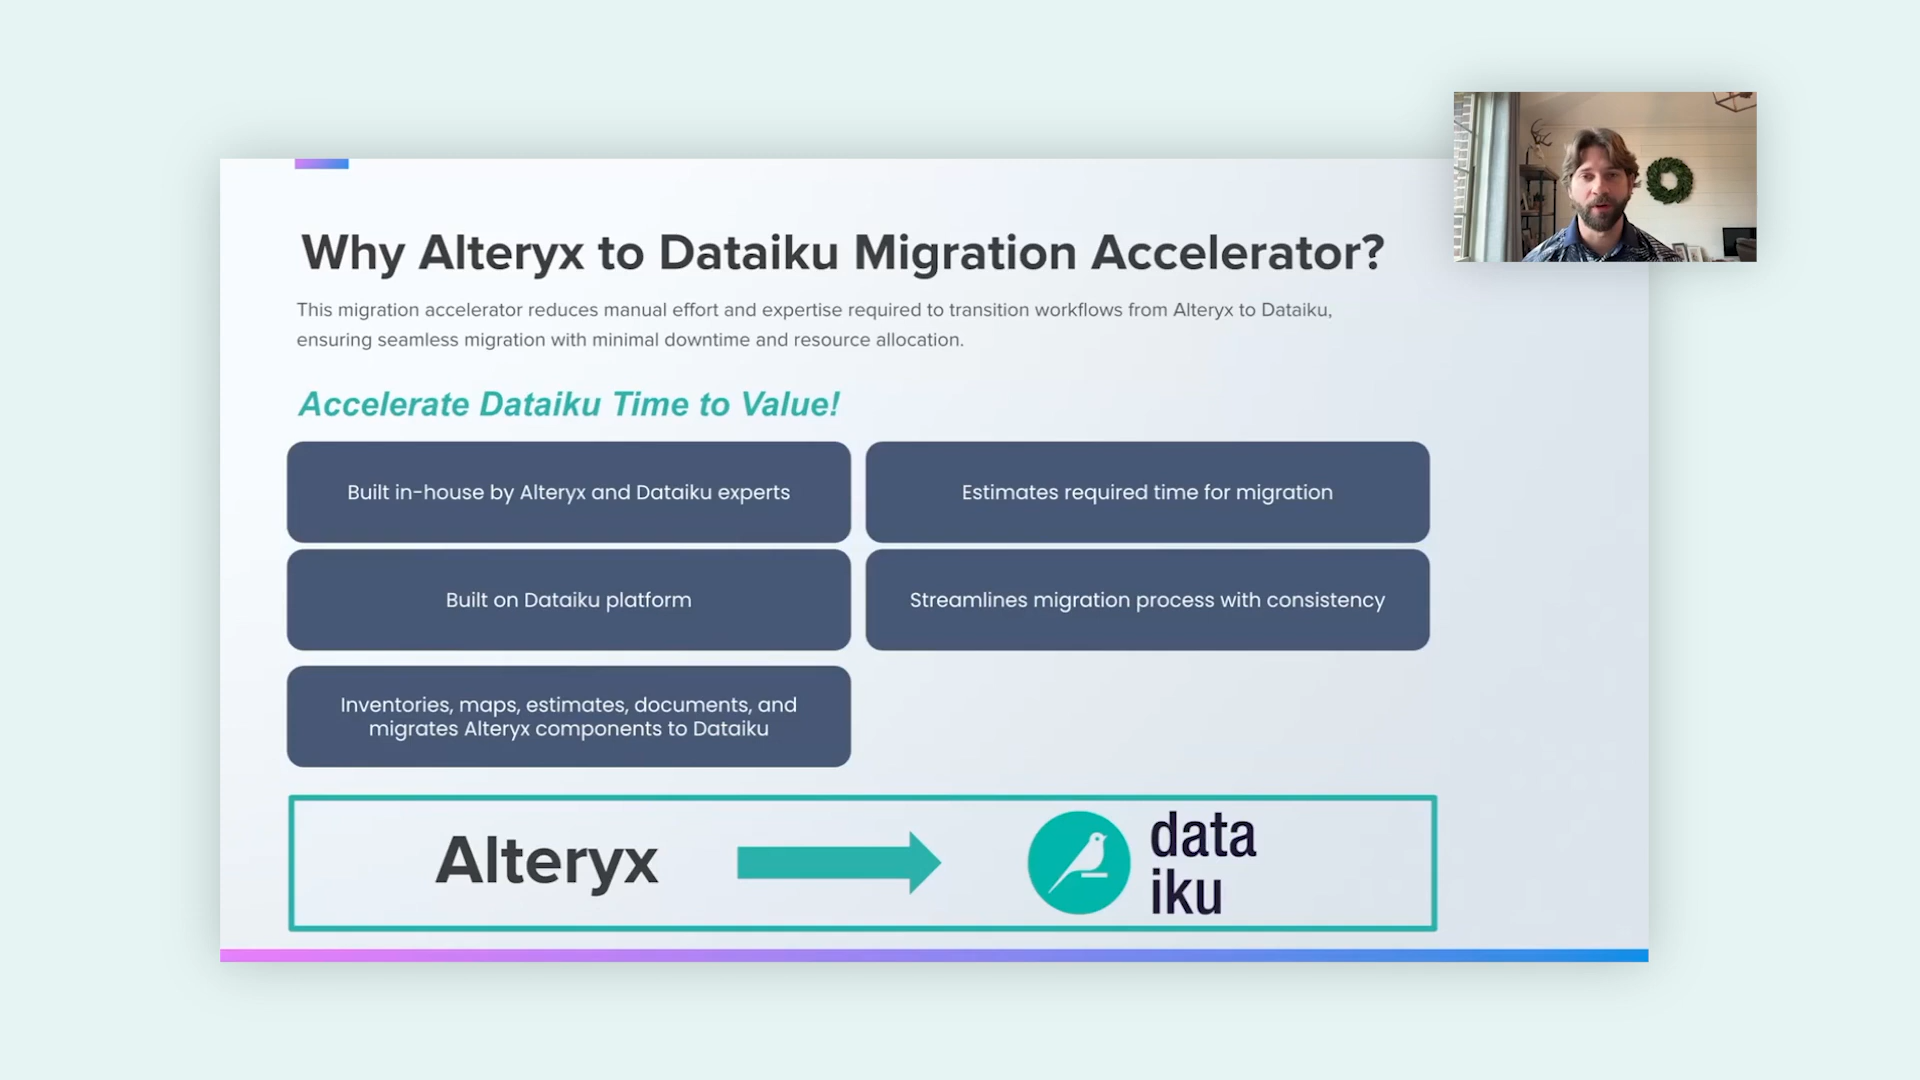 Why Alteryx to Dataiku Migration Accelerator?
This migration accelerator reduces manual effort and expertise required to transition workflows from Alteryx to Dataiku,
ensuring seamless migration with minimal downtime and resource allocation.
Accelerate Dataiku Time to Value!
Built in-house by Alteryx and Dataiku experts
Estimates required time for migration
Built on Dataiku platform
Streamlines migration process with consistency
Inventories, maps, estimates, documents, and
migrates Alteryx components to Dataiku
Alteryx
data
iku